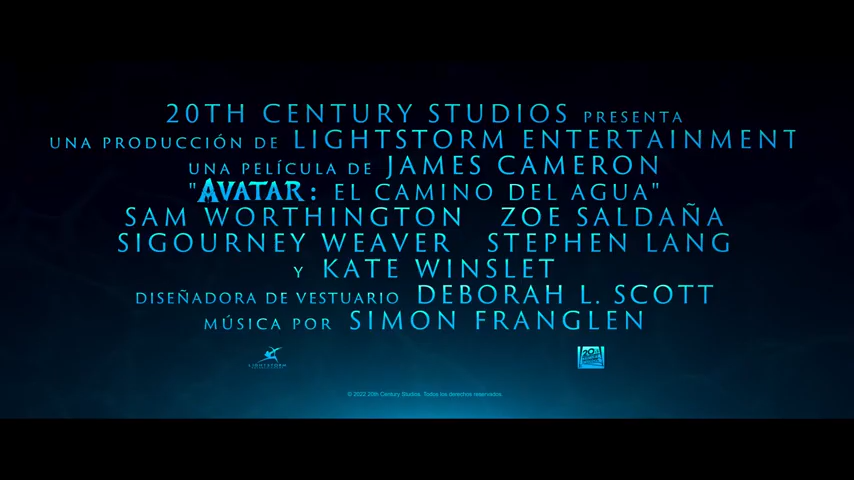 20TH CENTURY STUDIOS PRESENTA
UNA PRODUCCIÓN DE LIGHTSTORM ENTERTAINMENT
UNA PELÍCULA DE JAMES CAMERON
"AVATAR: EL CAMINO DEL AGUA"
SAM WORTHINGTON ZOE SALDAÑA
SIGOURNEY WEAVER STEPHEN LANG
Y KATE WINSLET
DISEÑADORA DE VESTUARIO DEBORAH L. SCOTT
MÚSICA POR SIMON FRANGLEN
LIGHTSTORM
20th
© 2022 20th Century Studios. Todos los derechos reservados.